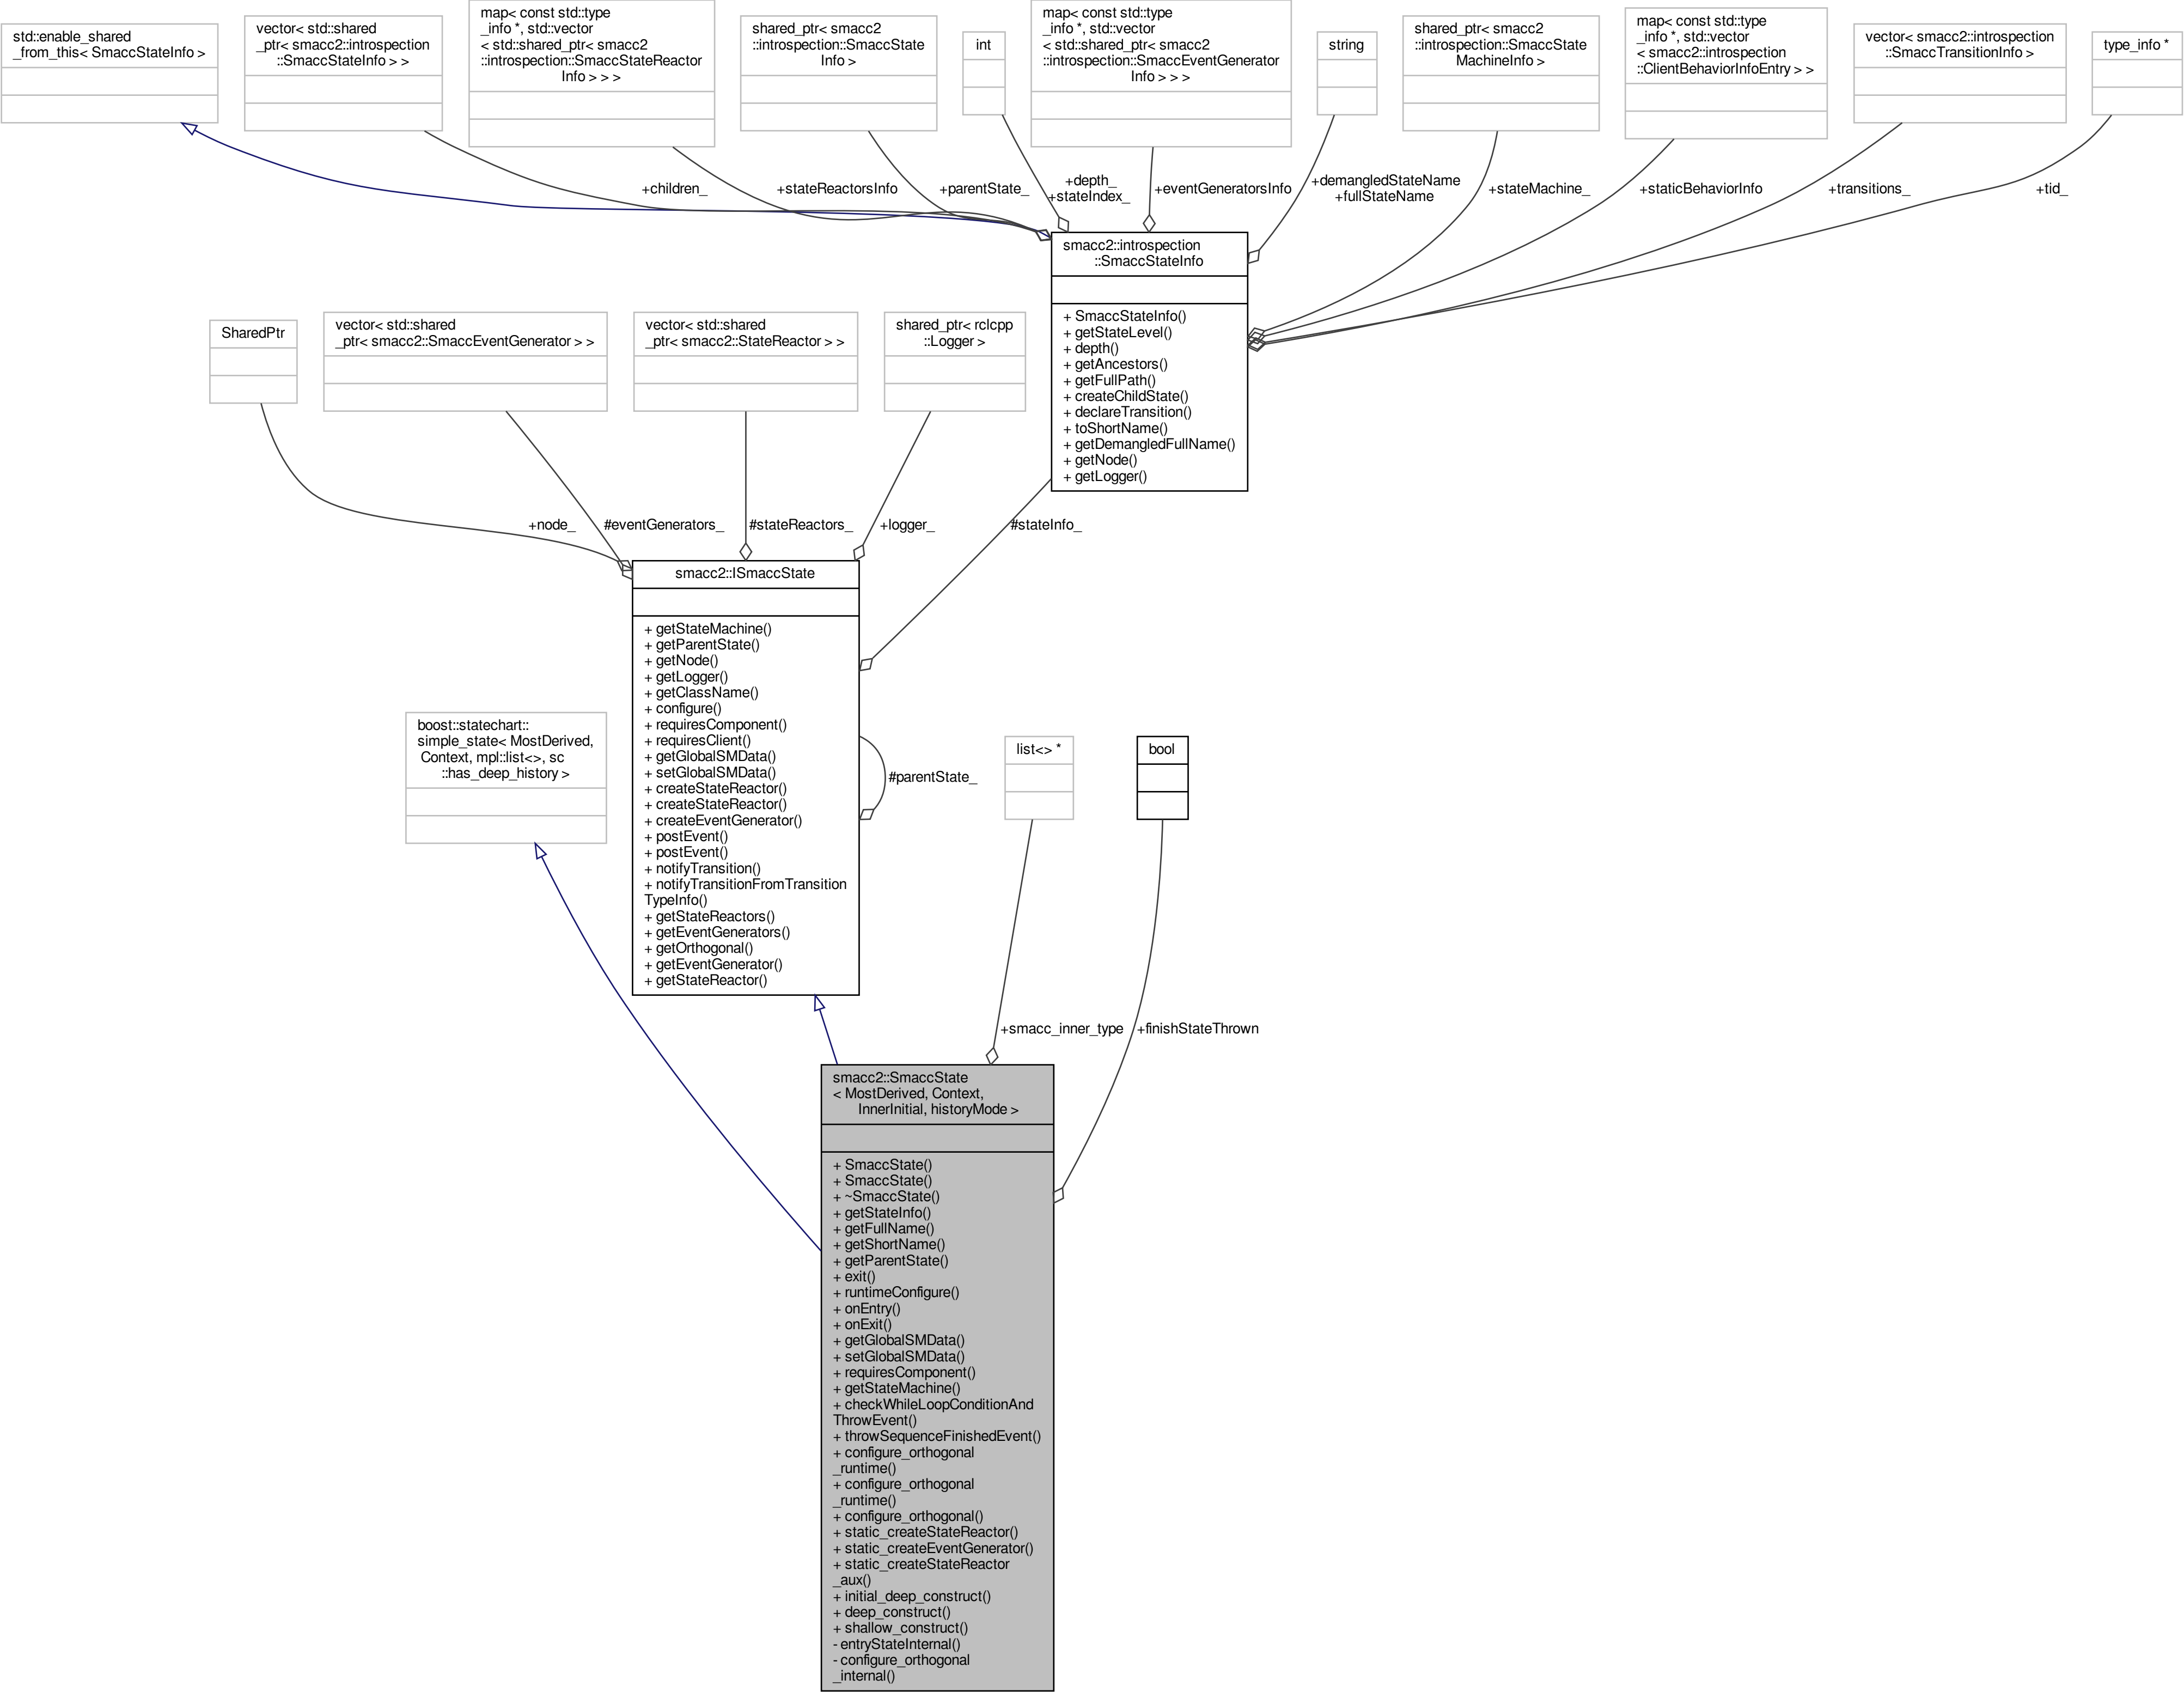 std::enable_shared
_from_this< SmaccStateInfo >
vector< std::shared
_ptr< smacc2::introspection
::SmaccStateInfo > >
map< const std::type
_info *, std::vector
< std::shared_ptr< smacc2
::introspection::SmaccStateReactor
Info > > >
shared_ptr< smacc2
::introspection::SmaccState
Info >
int
map< const std::type
_info *, std::vector
< std::shared_ptr< smacc2
::introspection::SmaccEventGenerator
Info > > >
string
shared_ptr< smacc2
::introspection::SmaccState
MachineInfo >
map< const std::type
_info *, std::vector
< smacc2::introspection
::ClientBehaviorInfoEntry > >
vector< smacc2::introspection
::SmaccTransitionInfo >
type_info *
+children_
+stateReactorsInfo
+parentState_
+depth_
+stateIndex_
+eventGeneratorsInfo
+demangledStateName
+fullStateName
+stateMachine_
+staticBehaviorInfo
+transitions_
+tid_
smacc2::introspection
::SmaccStateInfo
+ SmaccStateInfo()
+ getStateLevel()
+ depth()
+ getAncestors()
+ getFullPath()
+ createChildState()
+ declareTransition()
+ toShortName()
+ getDemangledFullName()
+ getNode()
+ getLogger()
SharedPtr
vector< std::shared
_ptr< smacc2::SmaccEventGenerator > >
vector< std::shared
_ptr< smacc2::StateReactor > >
shared_ptr< rclcpp
::Logger >
+node_
#eventGenerators_
#stateReactors_
+logger_
#stateInfo_
smacc2::ISmaccState
+ getStateMachine()
+ getParentState()
+ getNode()
+ getLogger()
+ getClassName()
+ configure()
+ requiresComponent()
+ requiresClient()
+ getGlobalSMData()
+ setGlobalSMData()
+ createStateReactor()
+ createStateReactor()
+ createEventGenerator()
+ postEvent()
+ postEvent()
+ notifyTransition()
+ notifyTransitionFromTransition
TypeInfo()
+ getStateReactors()
+ getEventGenerators()
+ getOrthogonal()
+ getEventGenerator()
+ getStateReactor()
#parentState_
boost::statechart::
simple_state< MostDerived,
Context, mpl::list<>, sc
::has_deep_history >
list<> *
bool
+smacc_inner_type
+finishStateThrown
smacc2::SmaccState
< MostDerived, Context,
InnerInitial, historyMode >
+ SmaccState()
+ SmaccState()
+ ~SmaccState()
+ getStateInfo()
+ getFullName()
+ getShortName()
+ getParentState()
+ exit()
+ runtimeConfigure()
+ onEntry()
+ onExit()
+ getGlobalSMData()
+ setGlobalSMData()
+ requiresComponent()
+ getStateMachine()
+ checkWhileLoopConditionAnd
ThrowEvent()
+ throwSequenceFinishedEvent()
+ configure_orthogonal
_runtime()
+ configure_orthogonal
_runtime()
+ configure_orthogonal()
+ static_createStateReactor()
+ static_createEventGenerator()
+ static_createStateReactor
_aux()
+ initial_deep_construct()
+ deep_construct()
+ shallow_construct()
- entryStateInternal()
- configure_orthogonal
_internal()